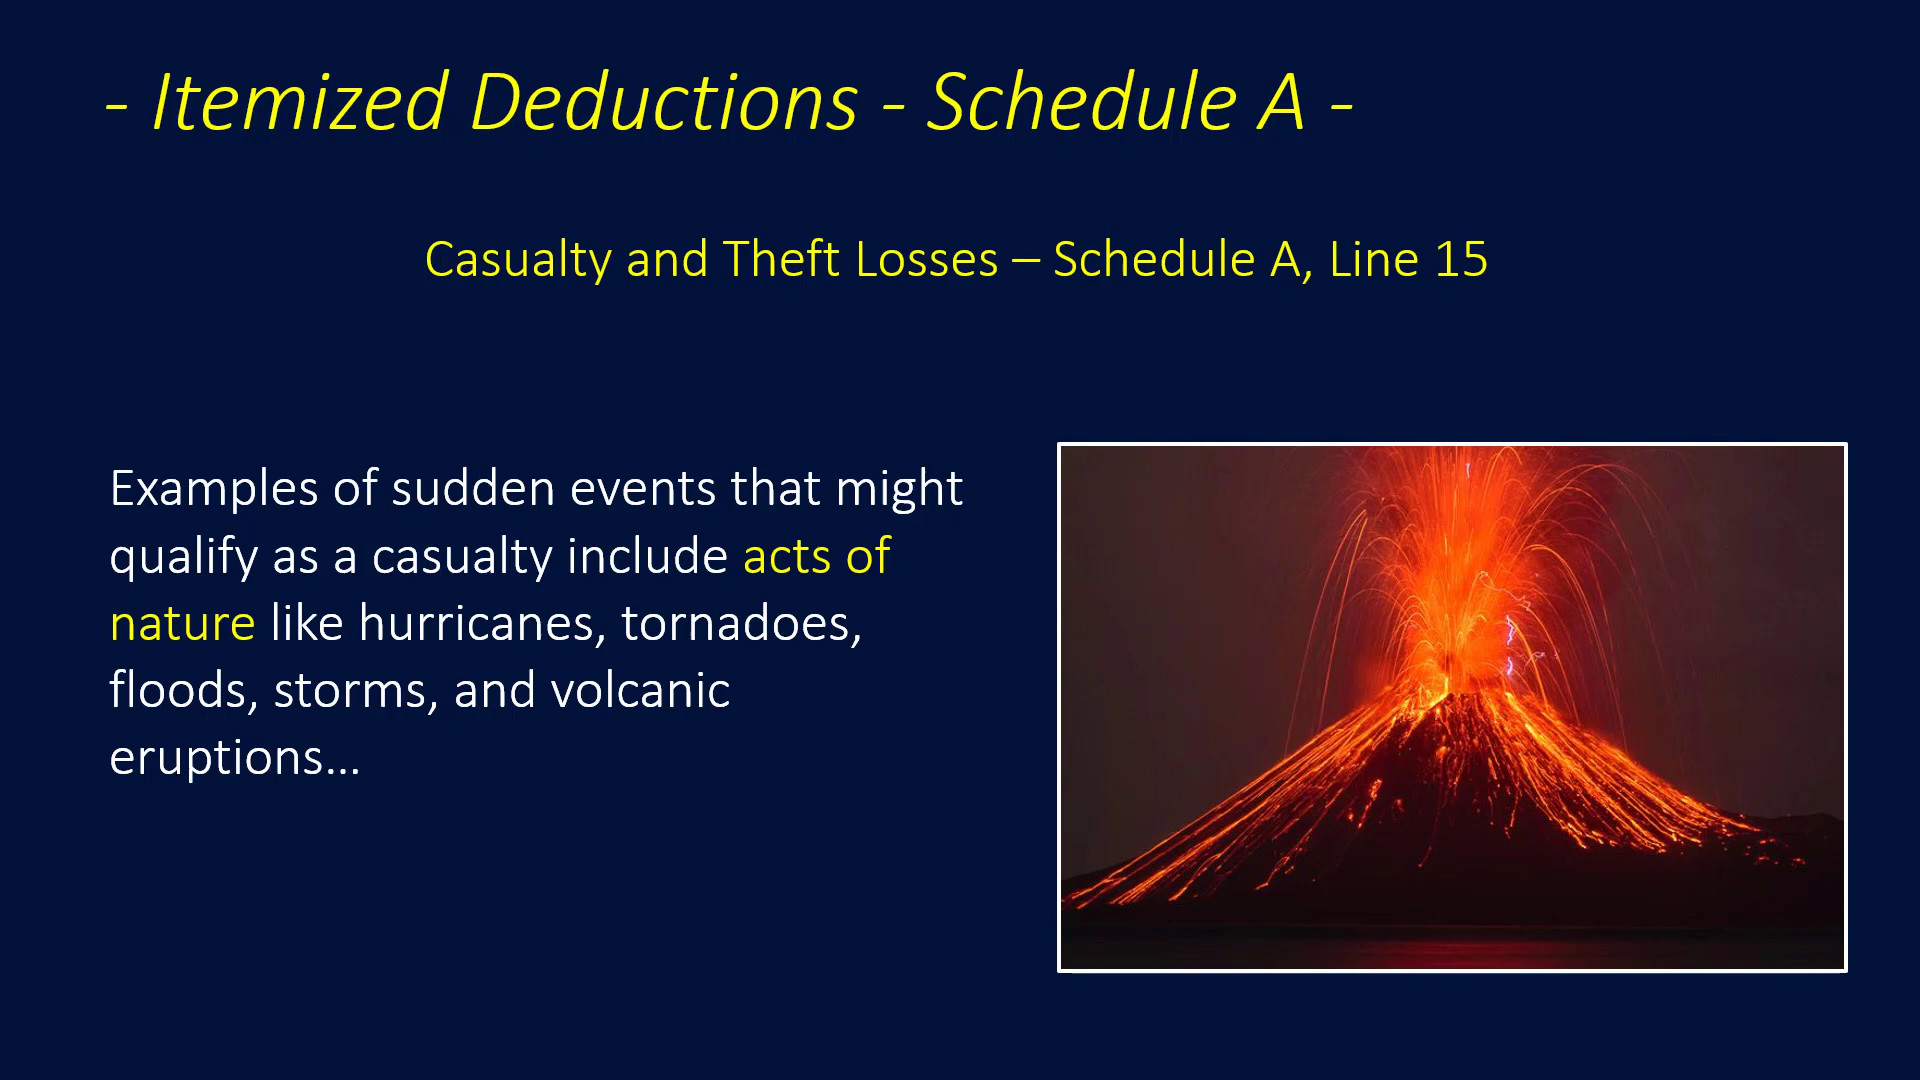 - Itemized Deductions - Schedule A -
Casualty and Theft Losses – Schedule A, Line 15
Examples of sudden events that might
qualify as a casualty include acts of
nature like hurricanes, tornadoes,
floods, storms, and volcanic
eruptions…